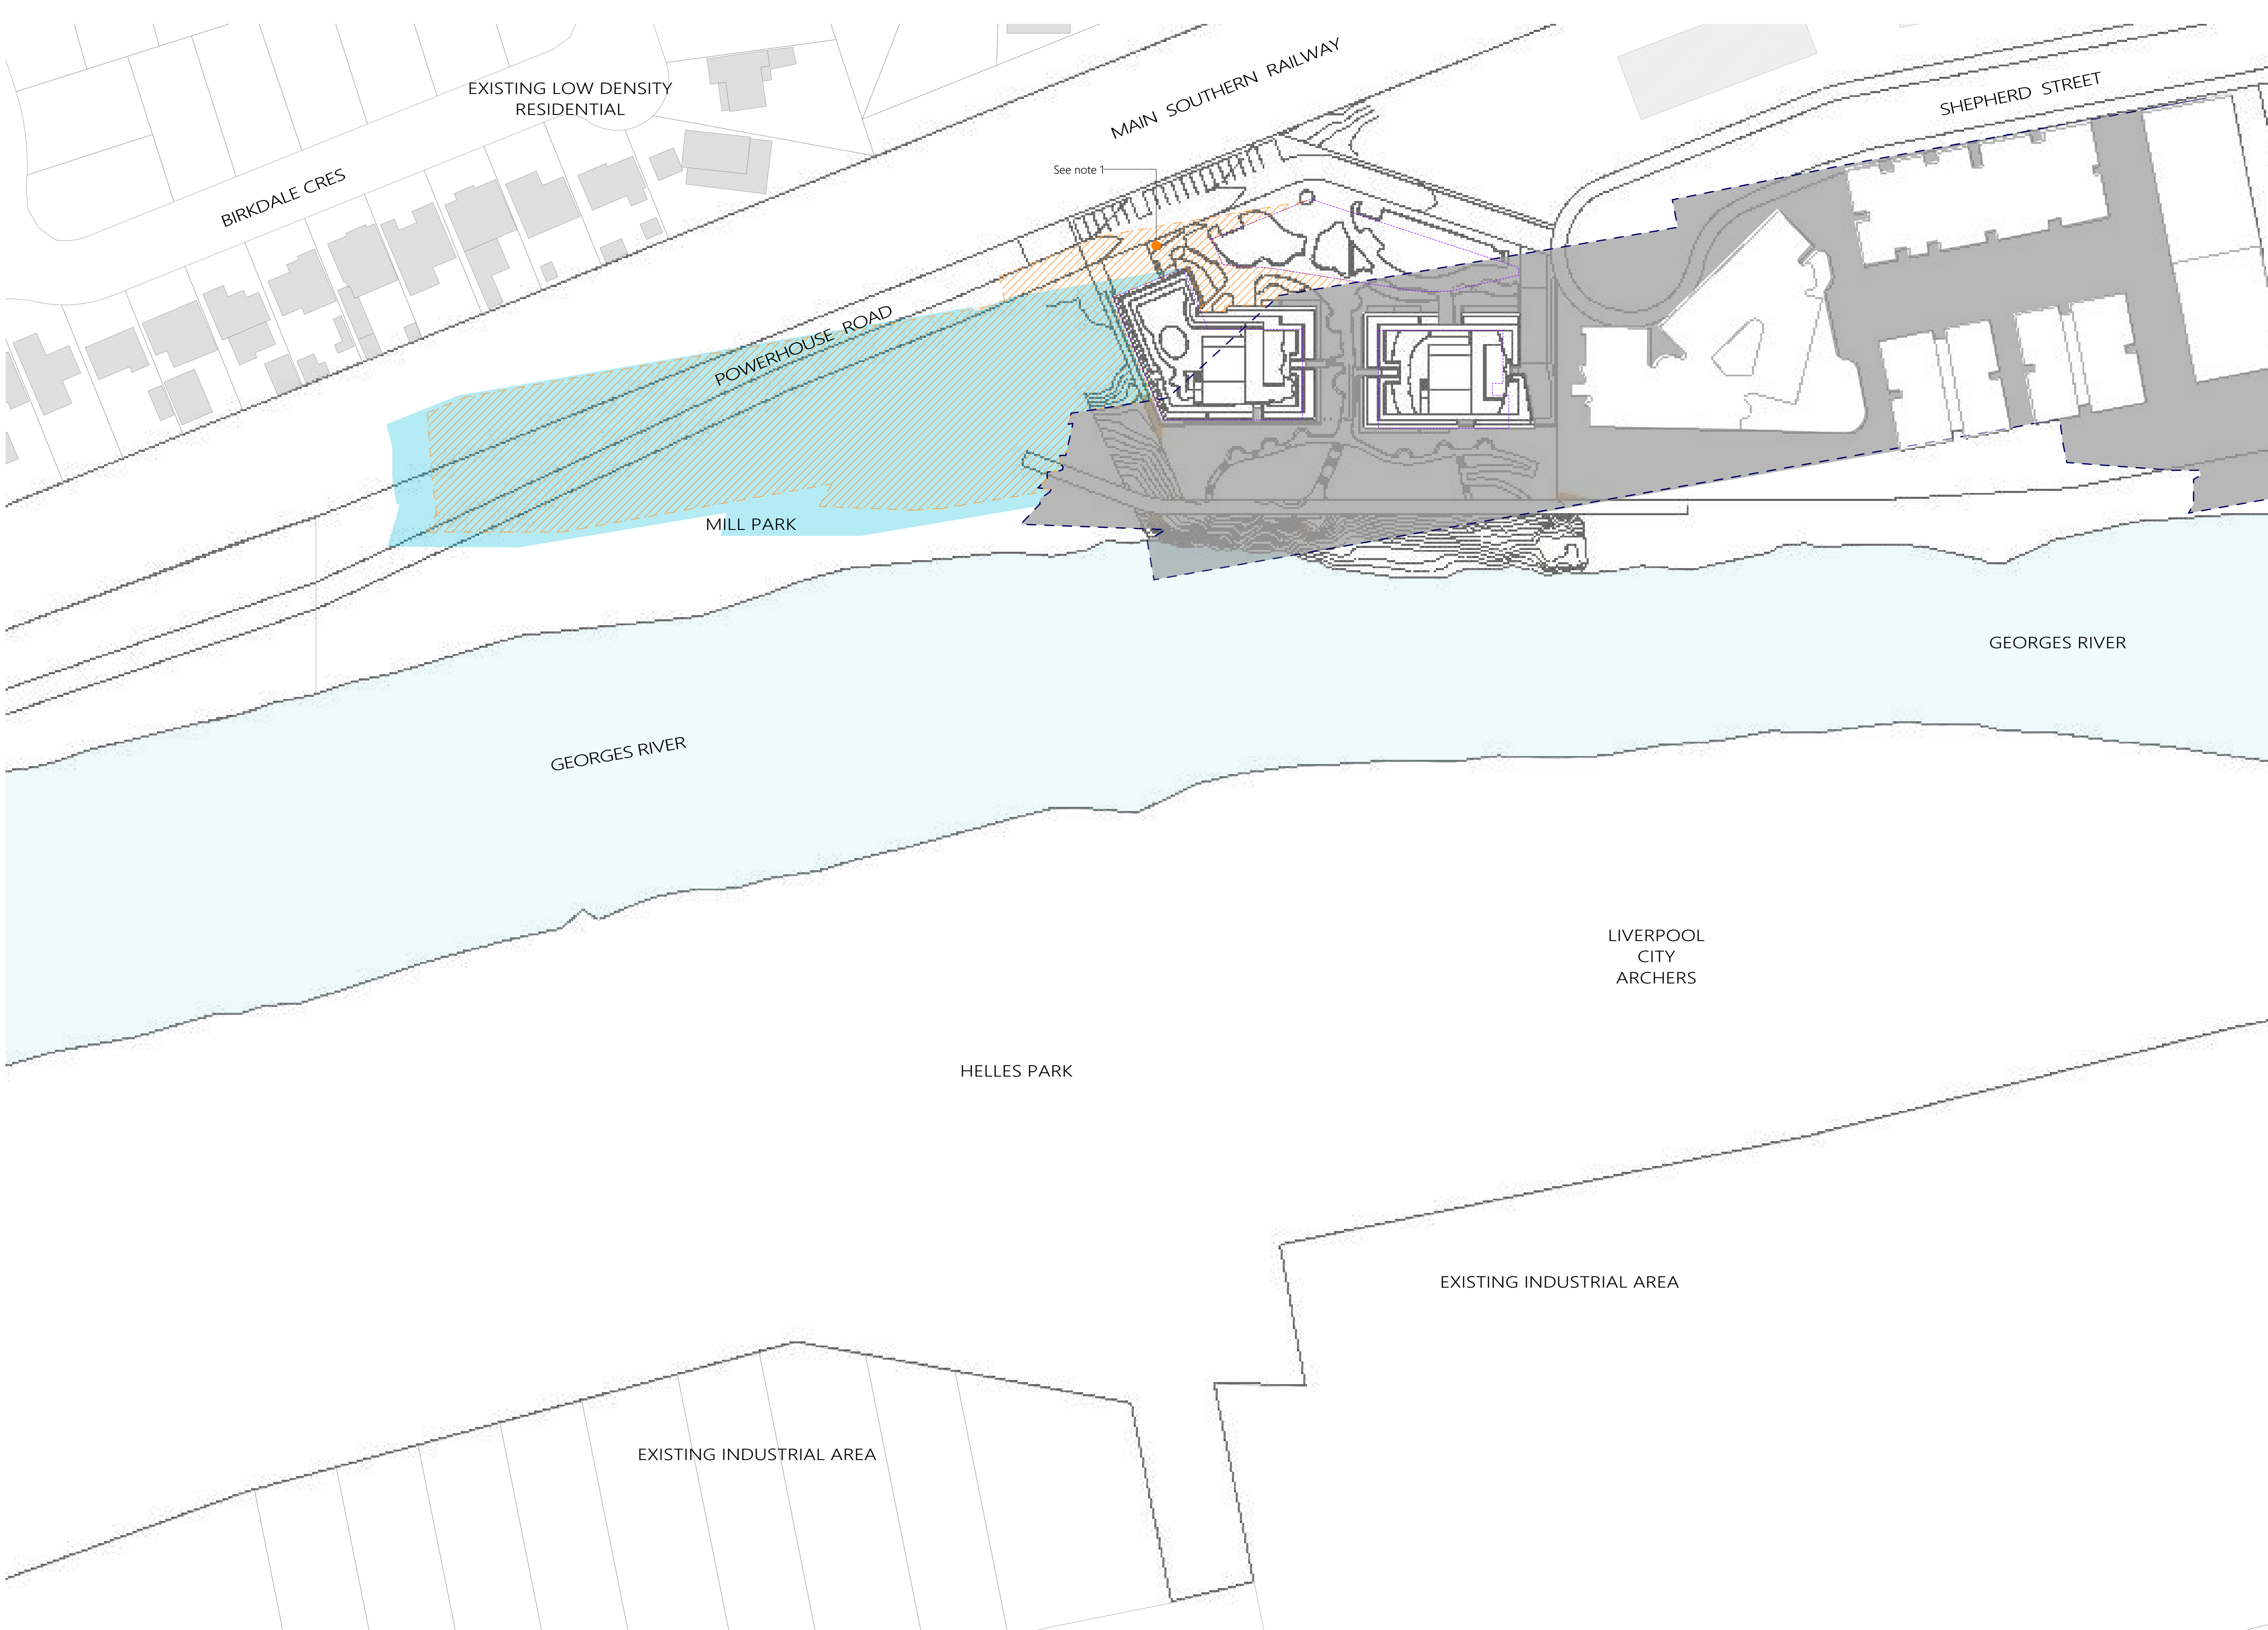 MAIN SOUTHERN RAILWAY
EXISTING LOW DENSITY
RESIDENTIAL
SHEPHERD STREET
See note 1
BIRKDALE CRES
POWERHOUSE ROAD
MILL PARK
GEORGES RIVER
GEORGES RIVER
LIVERPOOL
CITY
ARCHERS
HELLES PARK
EXISTING INDUSTRIAL AREA
EXISTING INDUSTRIAL AREA